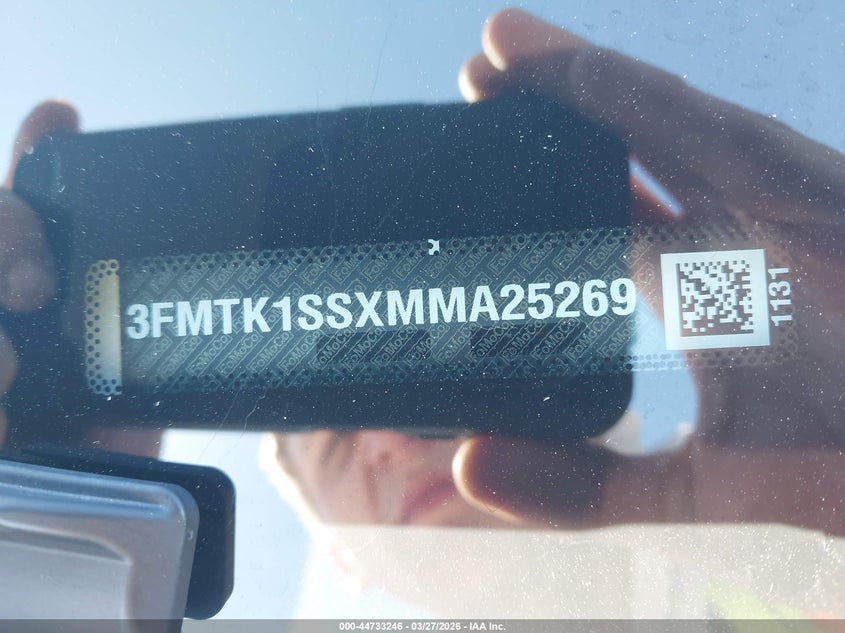 3FMTK1SSXMMA25269
1131
000-44733246 - 03/27/2026 - IAA Inc.